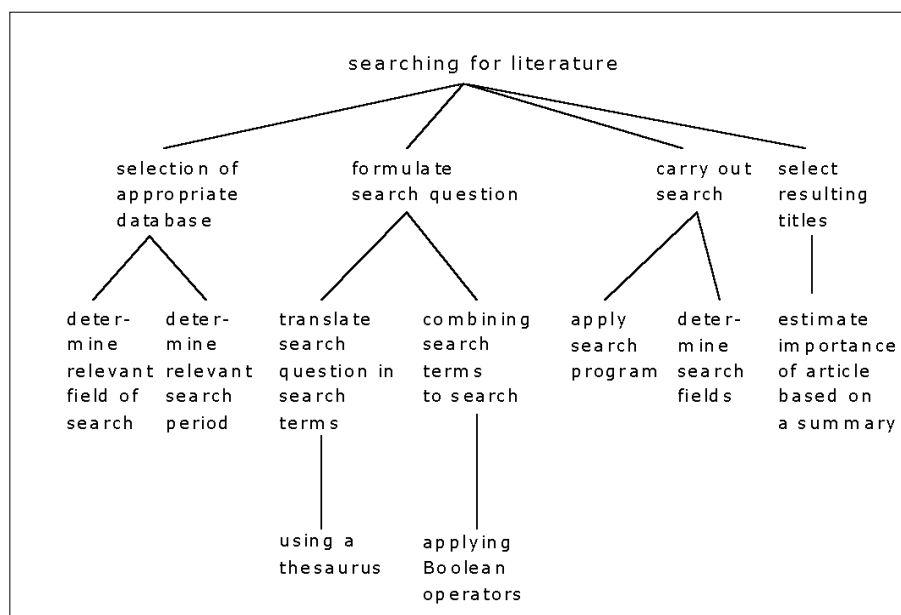 searching for literature
selection of
appropriate
database
formulate
search question
carry out
search
select
resulting
titles
deter-
mine
relevant
field of
search
deter-
mine
relevant
search
period
translate
search
question in
search
terms
combining
search
terms
to search
apply
search
program
deter-
mine
search
fields
estimate
importance
of article
based on
a summary
using a
thesaurus
applying
Boolean
operators